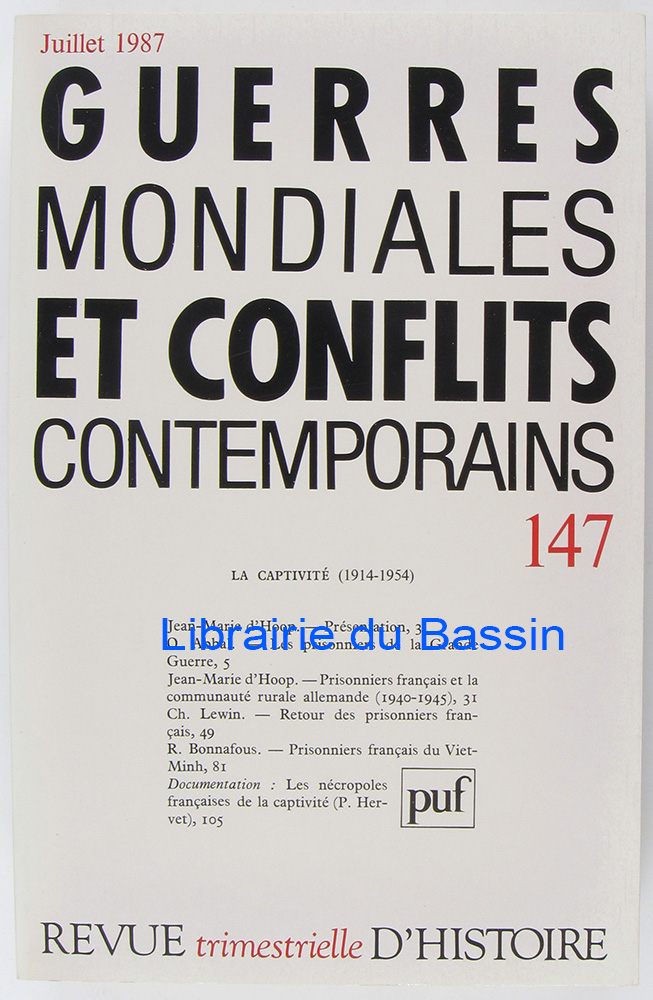 Juillet 1987
GUERRES
MONDIALES
ET CONFLITS
CONTEMPORAINS
147
LA CAPTIVITÉ (1914-1954)
Jean-Marie d'Hoop. — Présentation, 3
Librairie du Bassin
O. Les prisonniers de la Grande
Guerre, 5
Jean-Marie d'Hoop. — Prisonniers français et la
communauté rurale allemande (1940-1945), 31
Ch. Lewin. — Retour des prisonniers fran-
çais, 49
R. Bonnafous. — Prisonniers français du Viet-
Minh, 81
Documentation : Les nécropoles
françaises de la captivité (P. Her-
vet), 105
puf
REVUE trimestrielle D'HISTOIRE